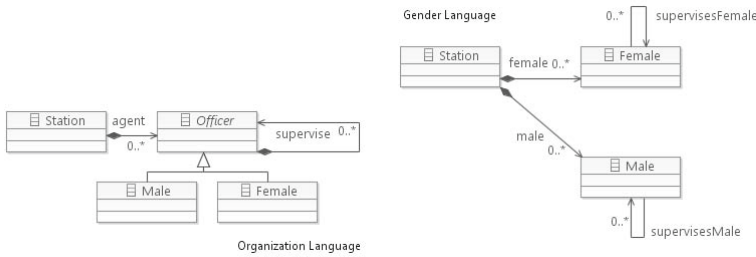 Station
agent
0..*
Officer
supervise 0..*
Male
Female
Organization Language
Gender Language
0..*
supervisesFemale
Station
female 0..*
Female
male
0..*
Male
0..*
supervisesMale